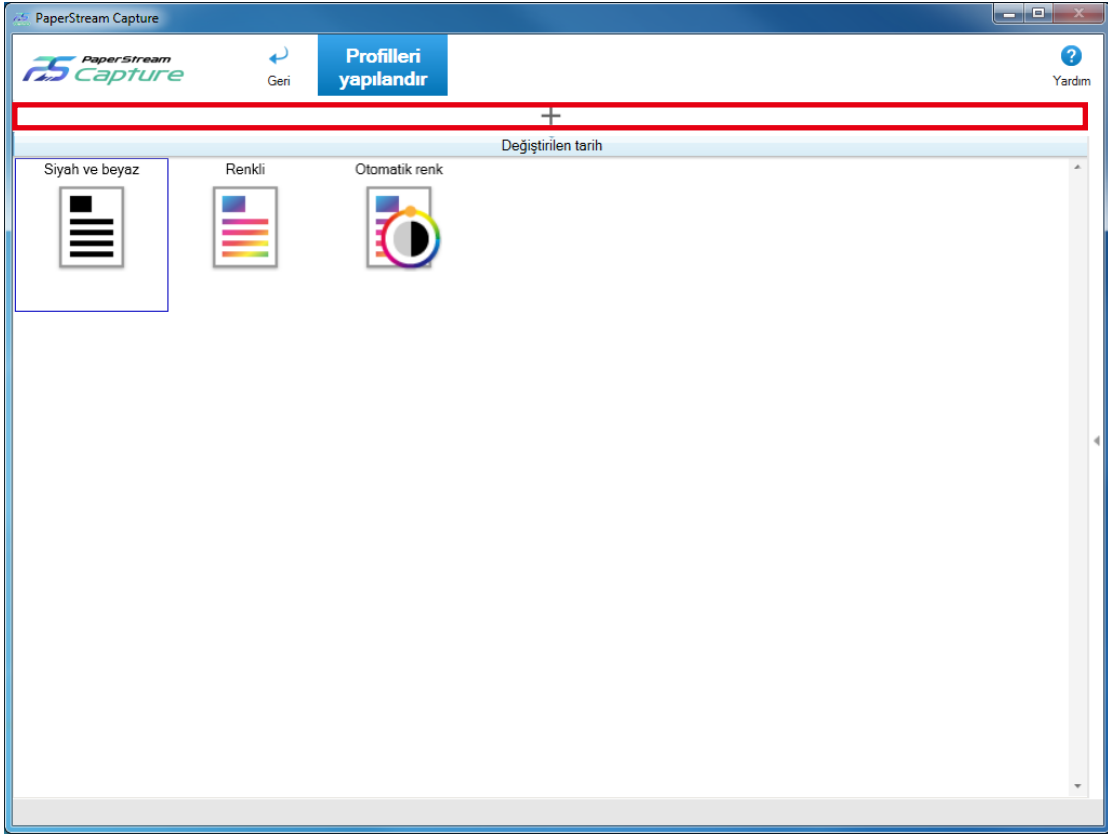 PaperStream Capture
PaperStream
Capture
Geri
Profilleri
yapılandır
Yardım
Değiştirilen tarih
Siyah ve beyaz
Renkli
Otomatik renk